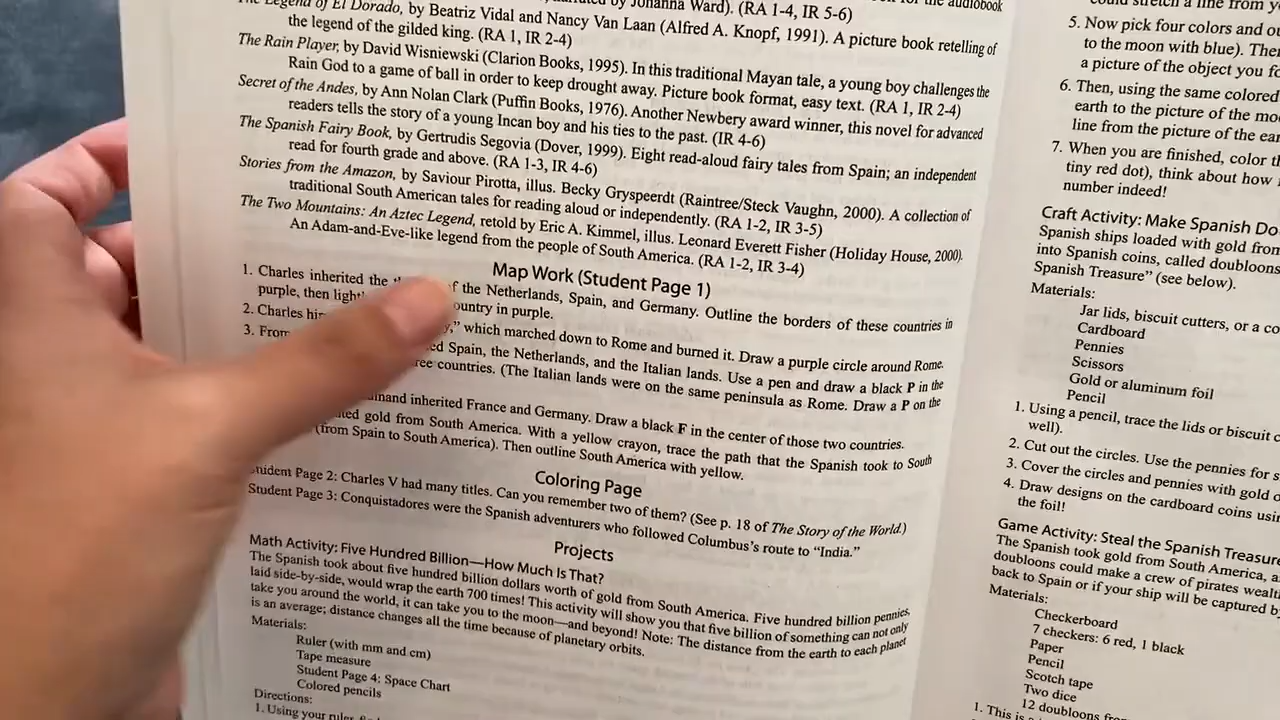 The Legend of El Dorado, by Beatriz Vidal and Nancy Van Laan (Alfred A. Knopf, 1991). A picture book retelling of
the legend of the gilded king. (RA 1, IR 2-4)
The Rain Player, by David Wisniewski (Clarion Books, 1995). In this traditional Mayan tale, a young boy challenges the
Rain God to a game of ball in order to keep drought away. Picture book format, easy text. (RA 1, IR 2-4)
Secret of the Andes, by Ann Nolan Clark (Puffin Books, 1976). Another Newbery award winner, this novel for advanced
readers tells the story of a young Incan boy and his ties to the past. (IR 4-6)
The Spanish Fairy Book, by Gertrudis Segovia (Dover, 1999). Eight read-aloud fairy tales from Spain; an independent
read for fourth grade and above. (RA 1-3, IR 4-6)
Stories from the Amazon, by Saviour Pirotta, illus. Becky Gryspeerdt (Raintree/Steck Vaughn, 2000). A collection of
traditional South American tales for reading aloud or independently. (RA 1-2, IR 3-5)
The Two Mountains: An Aztec Legend, retold by Eric A. Kimmel, illus. Leonard Everett Fisher (Holiday House, 2000).
An Adam-and-Eve-like legend from the people of South America. (RA 1-2, IR 3-4)
Map Work (Student Page 1)
1. Charles inherited the of the Netherlands, Spain, and Germany. Outline the borders of these countries in
purple, then country in purple.
2. Charles which marched down to Rome and burned it. Draw a purple circle around Rome.
3. From Spain, the Netherlands, and the Italian lands. Use a pen and draw a black P in the
countries. (The Italian lands were on the same peninsula as Rome. Draw a P on the
inherited France and Germany. Draw a black F in the center of those two countries.
gold from South America. With a yellow crayon, trace the path that the Spanish took to South
(from Spain to South America). Then outline South America with yellow.
Coloring Page
Student Page 2: Charles V had many titles. Can you remember two of them? (See p. 18 of The Story of the World.)
Student Page 3: Conquistadores were the Spanish adventurers who followed Columbus's route to "India."
Projects
Math Activity: Five Hundred Billion—How Much Is That?
The Spanish took about five hundred billion dollars worth of gold from South America. Five hundred billion pennies,
laid side-by-side, would wrap the earth 700 times! This activity will show you that five billion of something can not only
take you around the world, it can take you to the moon—and beyond! Note: The distance from the earth to each planet
is an average; distance changes all the time because of planetary orbits.
Materials:
Ruler (with mm and cm)
Tape measure
Student Page 4: Space Chart
Colored pencils
Directions:
1. Using your ruler,
5. Now pick four colors and
to the moon with blue).
a picture of the object you
6. Then, using the same colored
earth to the picture of the
line from the picture of the
7. When you are finished, color
tiny red dot), think about how
number indeed!
Craft Activity: Make Spanish
Spanish ships loaded with gold from
into Spanish coins, called doubloons
Spanish Treasure" (see below).
Materials:
Jar lids, biscuit cutters, or a
Cardboard
Pennies
Scissors
Gold or aluminum foil
Pencil
1. Using a pencil, trace the lids or biscuit
well).
2. Cut out the circles. Use the pennies for
3. Cover the circles and pennies with gold
4. Draw designs on the cardboard coins
the foil!
Game Activity: Steal the Spanish Treasure
The Spanish took gold from South America,
doubloons could make a crew of pirates
back to Spain or if your ship will be captured
Materials:
Checkerboard
7 checkers: 6 red, 1 black
Paper
Pencil
Scotch tape
Two dice
12 doubloons
1. This is